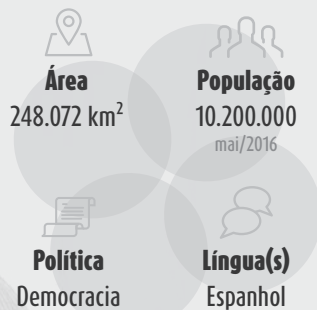 Área
248.072 km²
População
10.200.000
mai/2016
Política
Democracia
Língua(s)
Espanhol